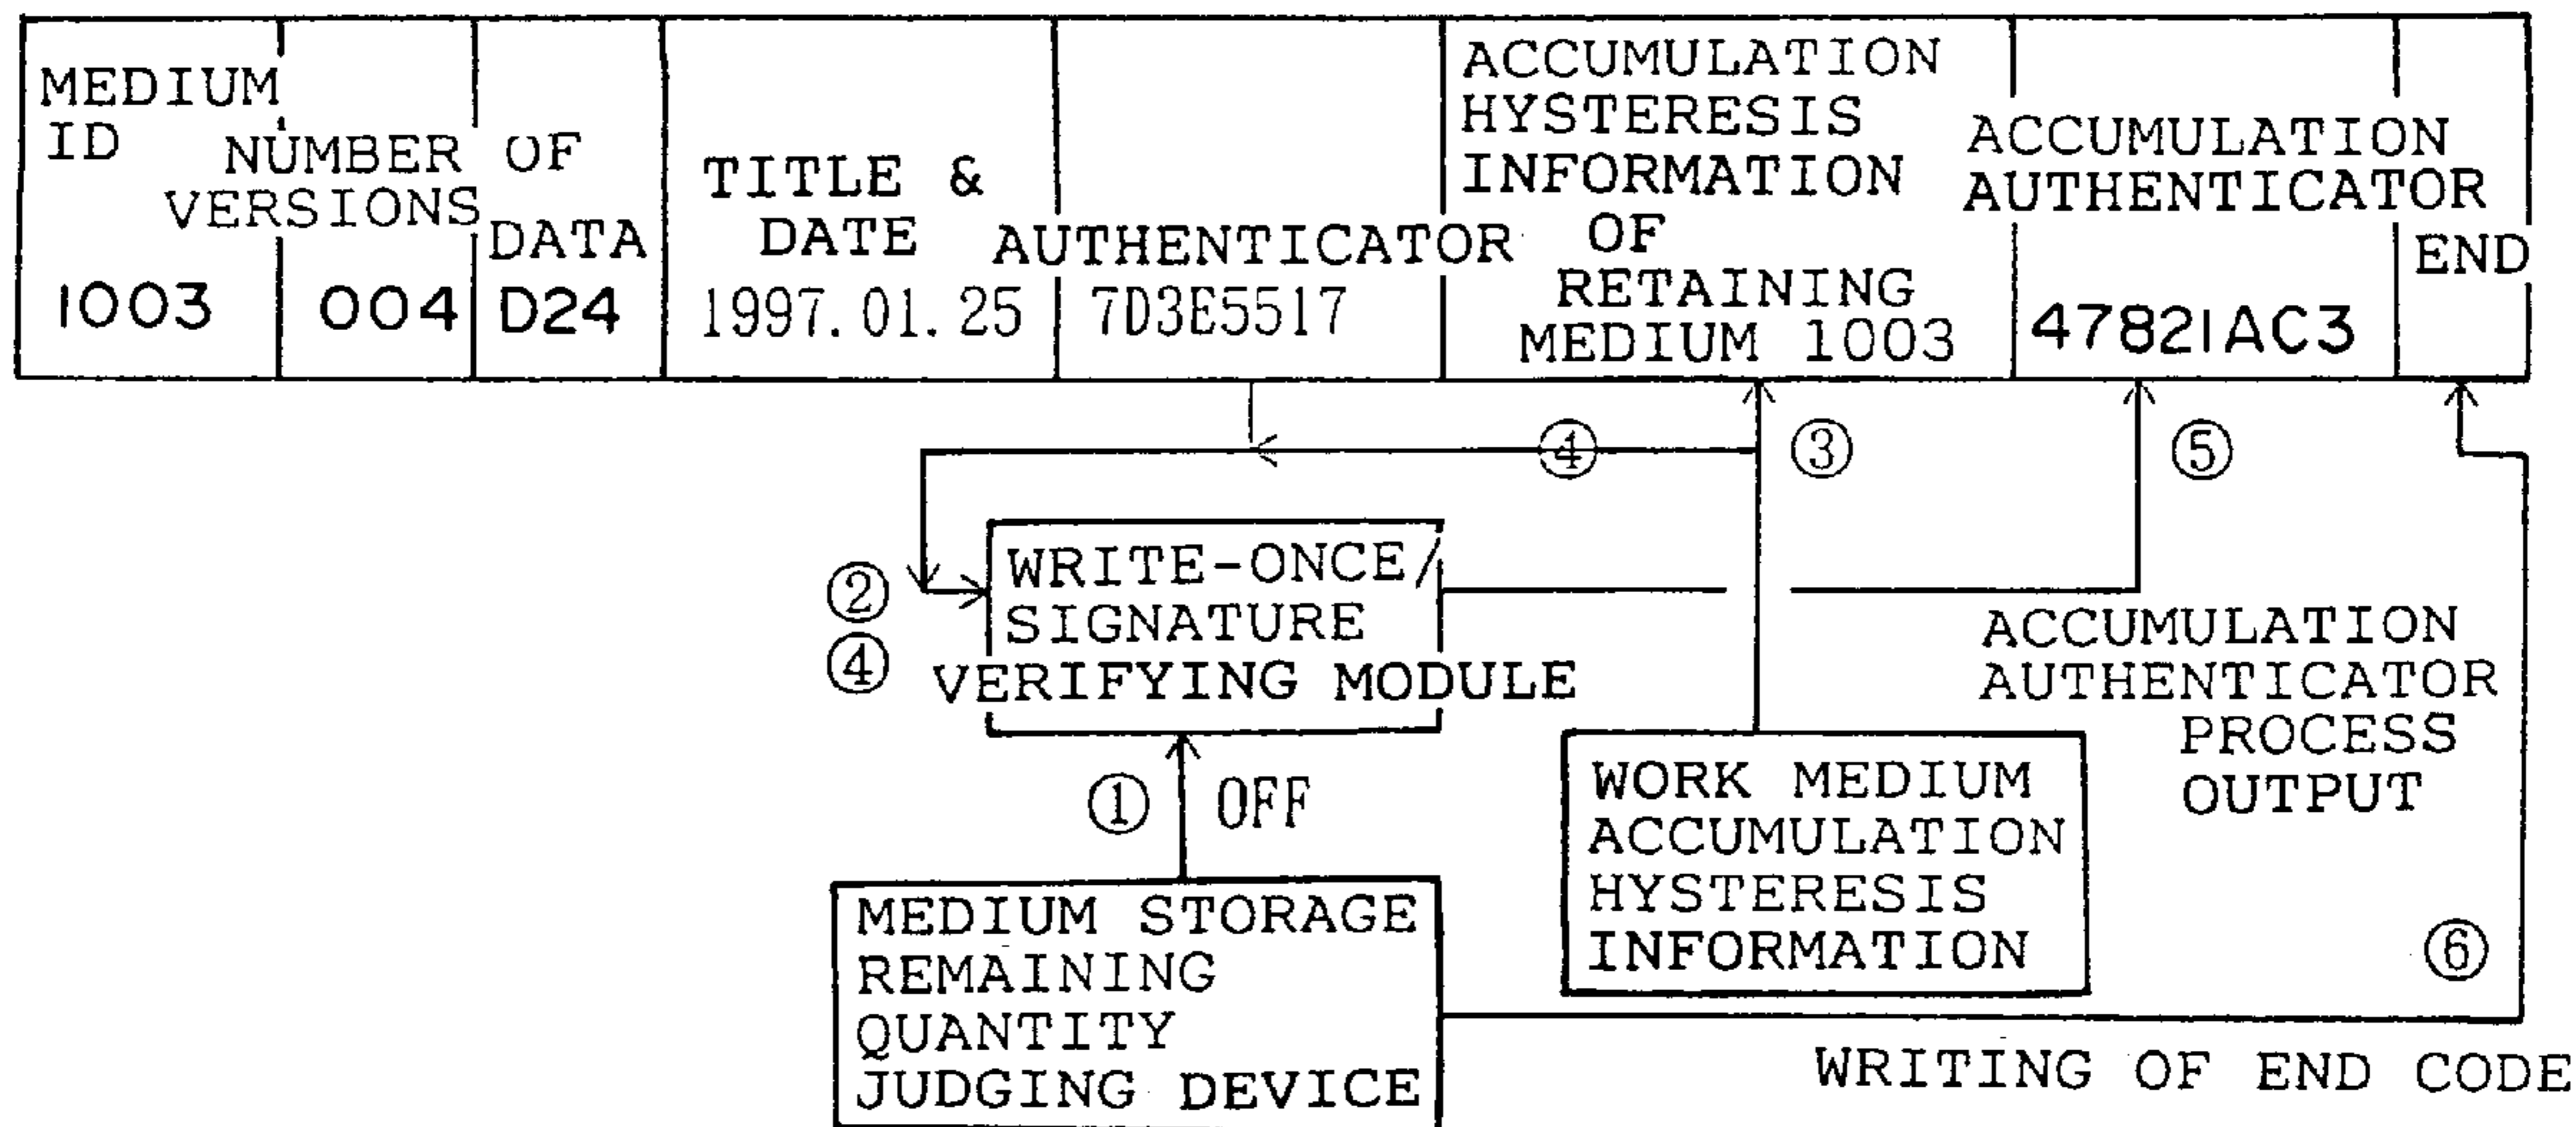 MEDIUM
ID
NUMBER OF
VERSIONS
DATA
TITLE &
DATE
AUTHENTICATOR
ACCUMULATION
HYSTERESIS
INFORMATION
OF
RETAINING
MEDIUM 1003
ACCUMULATION
AUTHENTICATOR
END
1003
004
D24
1997.01.25
7D3E5517
47821AC3
④
③
⑤
②
④
WRITE-ONCE/
SIGNATURE
VERIFYING MODULE
ACCUMULATION
AUTHENTICATOR
PROCESS
OUTPUT
① OFF
WORK MEDIUM
ACCUMULATION
HYSTERESIS
INFORMATION
MEDIUM STORAGE
REMAINING
QUANTITY
JUDGING DEVICE
⑥
WRITING OF END CODE